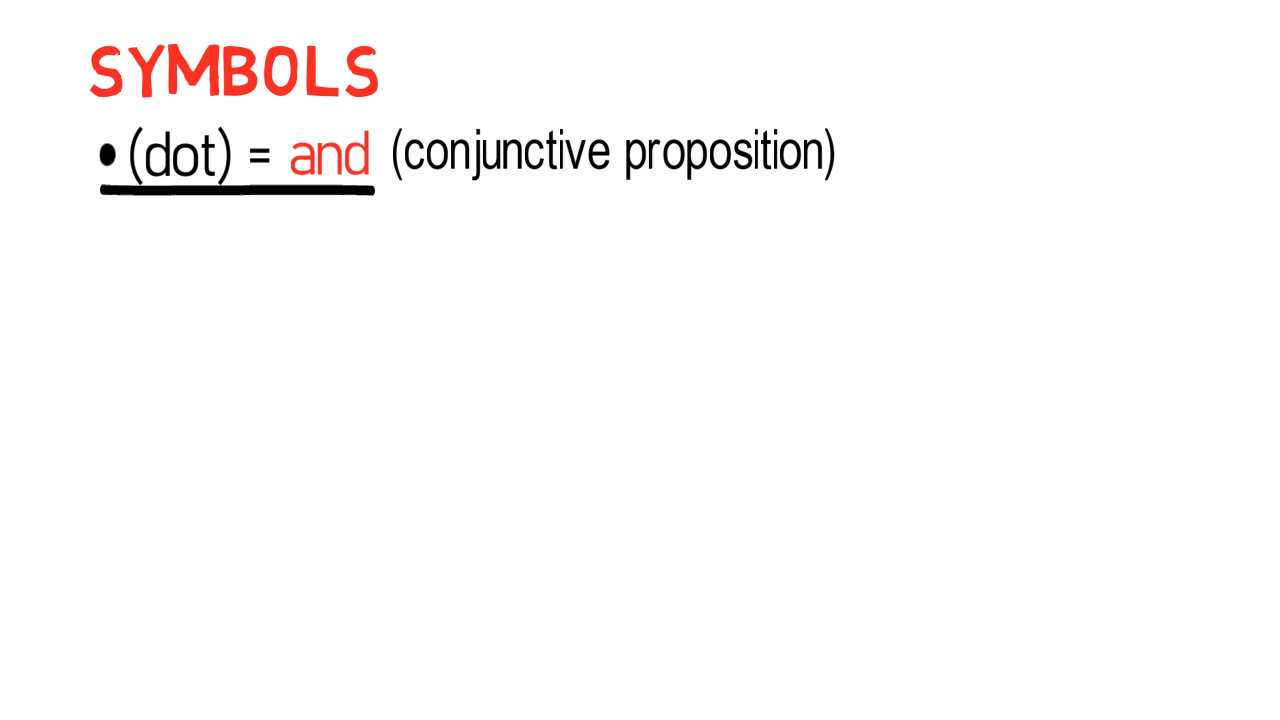 SYMBOLS
• (dot) = and (conjunctive proposition)